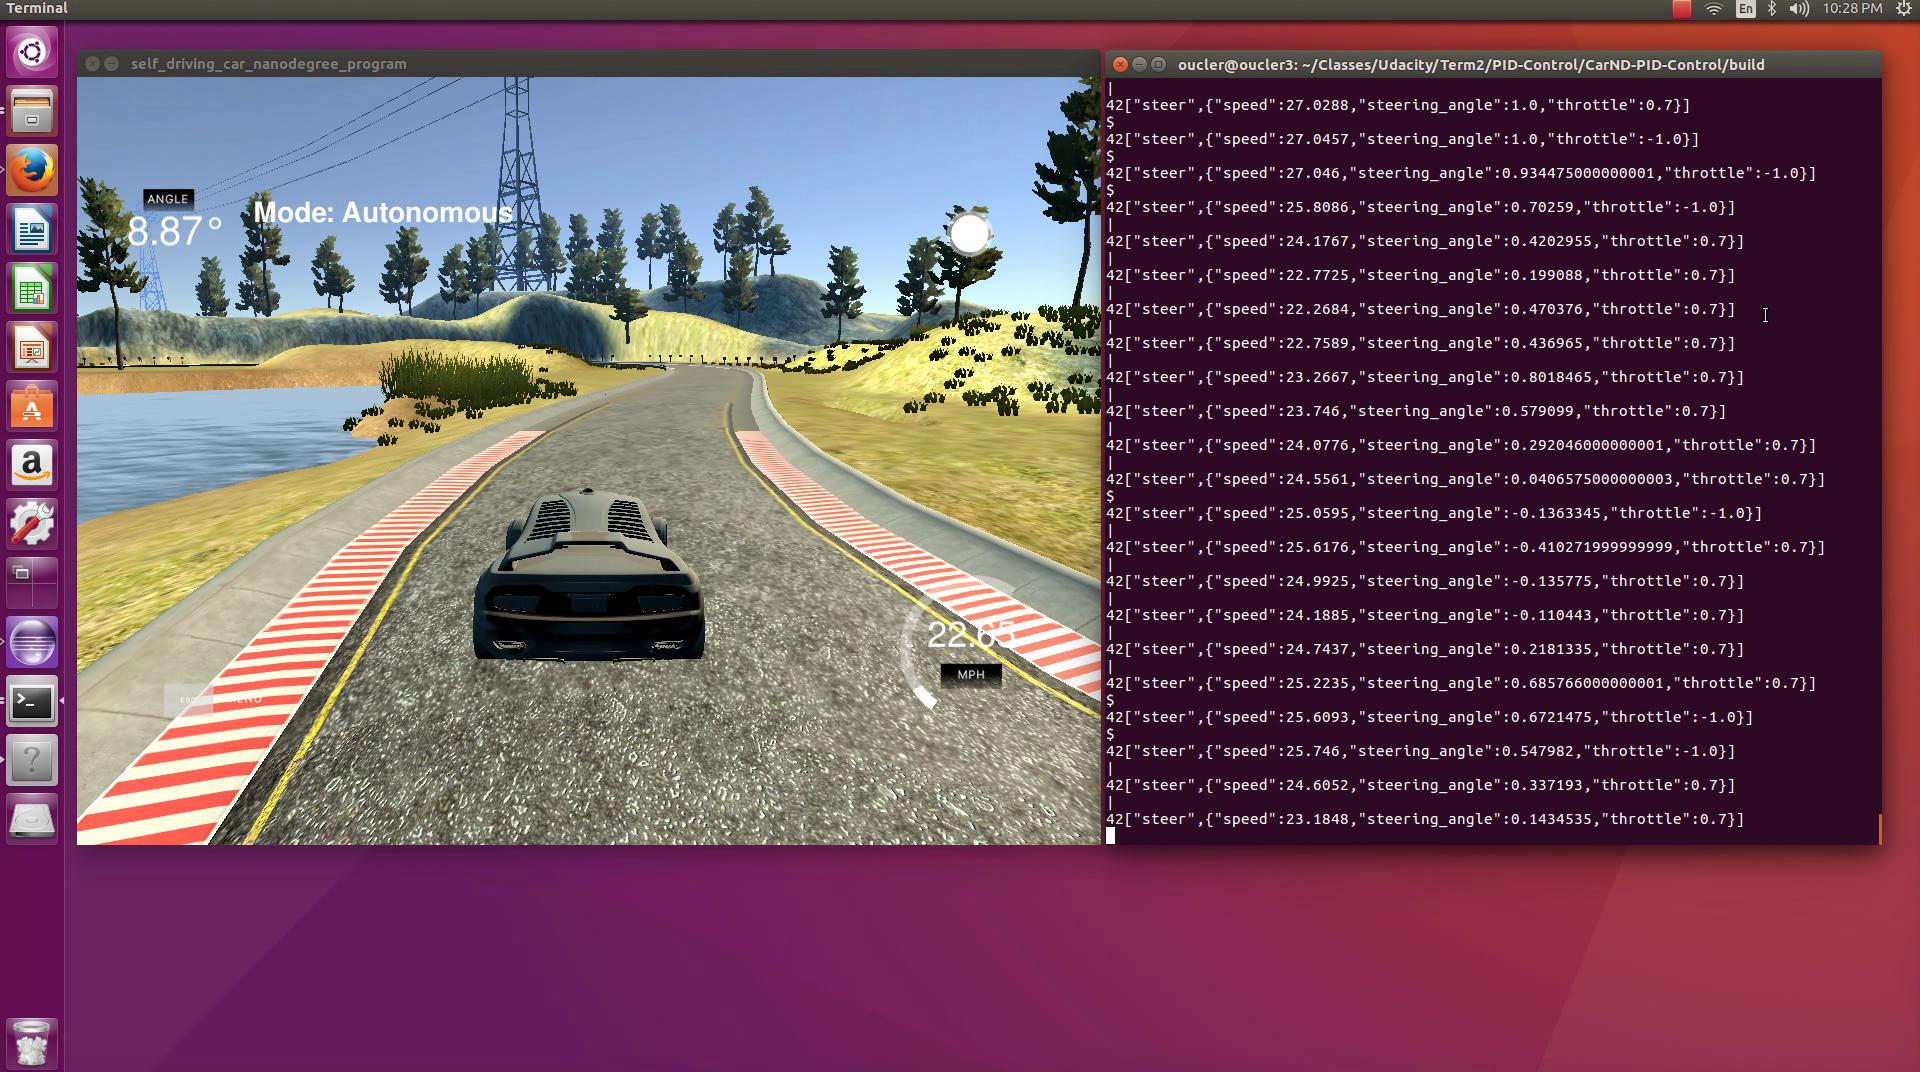 Terminal
En
10:28 PM
self_driving_car_nanodegree_program
ANGLE
8.87°
Mode: Autonomous
22.65
MPH
ESC
MENU
oucler@oucler3: ~/Classes/Udacity/Term2/PID-Control/CarND-PID-Control/build
|
42["steer",{"speed":27.0288,"steering_angle":1.0,"throttle":0.7}]
$
42["steer",{"speed":27.0457,"steering_angle":1.0,"throttle":-1.0}]
$
42["steer",{"speed":27.046,"steering_angle":0.934475000000001,"throttle":-1.0}]
$
42["steer",{"speed":25.8086,"steering_angle":0.70259,"throttle":-1.0}]
|
42["steer",{"speed":24.1767,"steering_angle":0.4202955,"throttle":0.7}]
|
42["steer",{"speed":22.7725,"steering_angle":0.199088,"throttle":0.7}]
|
42["steer",{"speed":22.2684,"steering_angle":0.470376,"throttle":0.7}]
|
42["steer",{"speed":22.7589,"steering_angle":0.436965,"throttle":0.7}]
|
42["steer",{"speed":23.2667,"steering_angle":0.8018465,"throttle":0.7}]
|
42["steer",{"speed":23.746,"steering_angle":0.579099,"throttle":0.7}]
|
42["steer",{"speed":24.0776,"steering_angle":0.292046000000001,"throttle":0.7}]
|
42["steer",{"speed":24.5561,"steering_angle":0.0406575000000003,"throttle":0.7}]
$
42["steer",{"speed":25.0595,"steering_angle":-0.1363345,"throttle":-1.0}]
|
42["steer",{"speed":25.6176,"steering_angle":-0.410271999999999,"throttle":0.7}]
|
42["steer",{"speed":24.9925,"steering_angle":-0.135775,"throttle":0.7}]
|
42["steer",{"speed":24.1885,"steering_angle":-0.110443,"throttle":0.7}]
|
42["steer",{"speed":24.7437,"steering_angle":0.2181335,"throttle":0.7}]
|
42["steer",{"speed":25.2235,"steering_angle":0.685766000000001,"throttle":0.7}]
$
42["steer",{"speed":25.6093,"steering_angle":0.6721475,"throttle":-1.0}]
$
42["steer",{"speed":25.746,"steering_angle":0.547982,"throttle":-1.0}]
|
42["steer",{"speed":24.6052,"steering_angle":0.337193,"throttle":0.7}]
|
42["steer",{"speed":23.1848,"steering_angle":0.1434535,"throttle":0.7}]